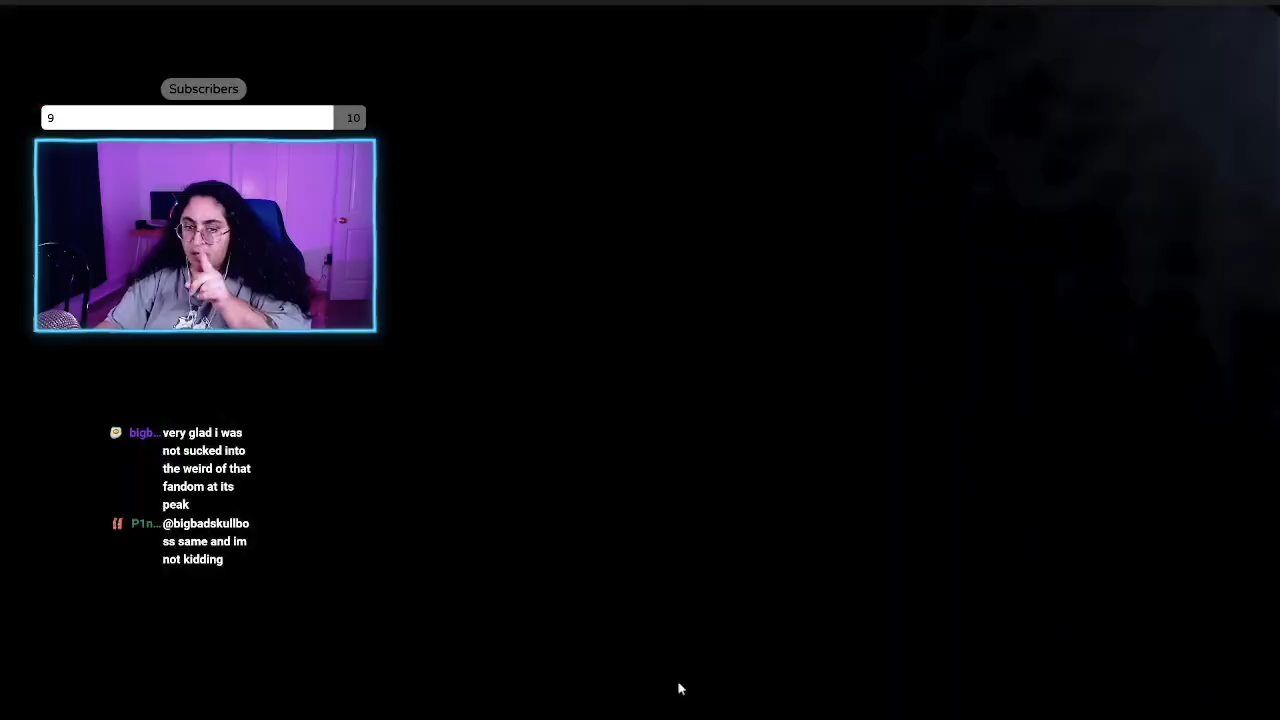 Subscribers
9 10
bigb... very glad i was
not sucked into
the weird of that
fandom at its
peak
P1n... @bigbadskullbo
ss same and im
not kidding